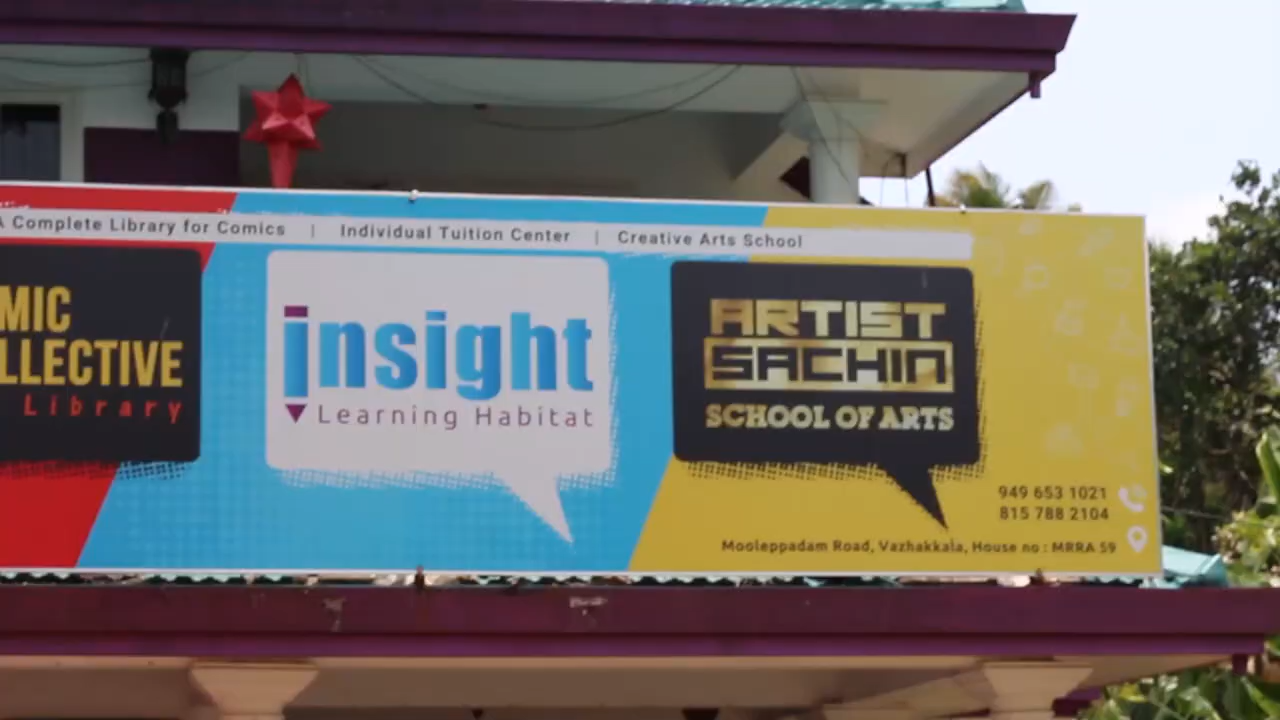 A Complete Library for Comics | Individual Tuition Center | Creative Arts School
MIC
LLECTIVE
Library
insight
Learning Habitat
ARTIST
SACHIN
SCHOOL OF ARTS
949 653 1021
815 788 2104
Mooleppadam Road, Vazhakkala, House no : MRRA 59